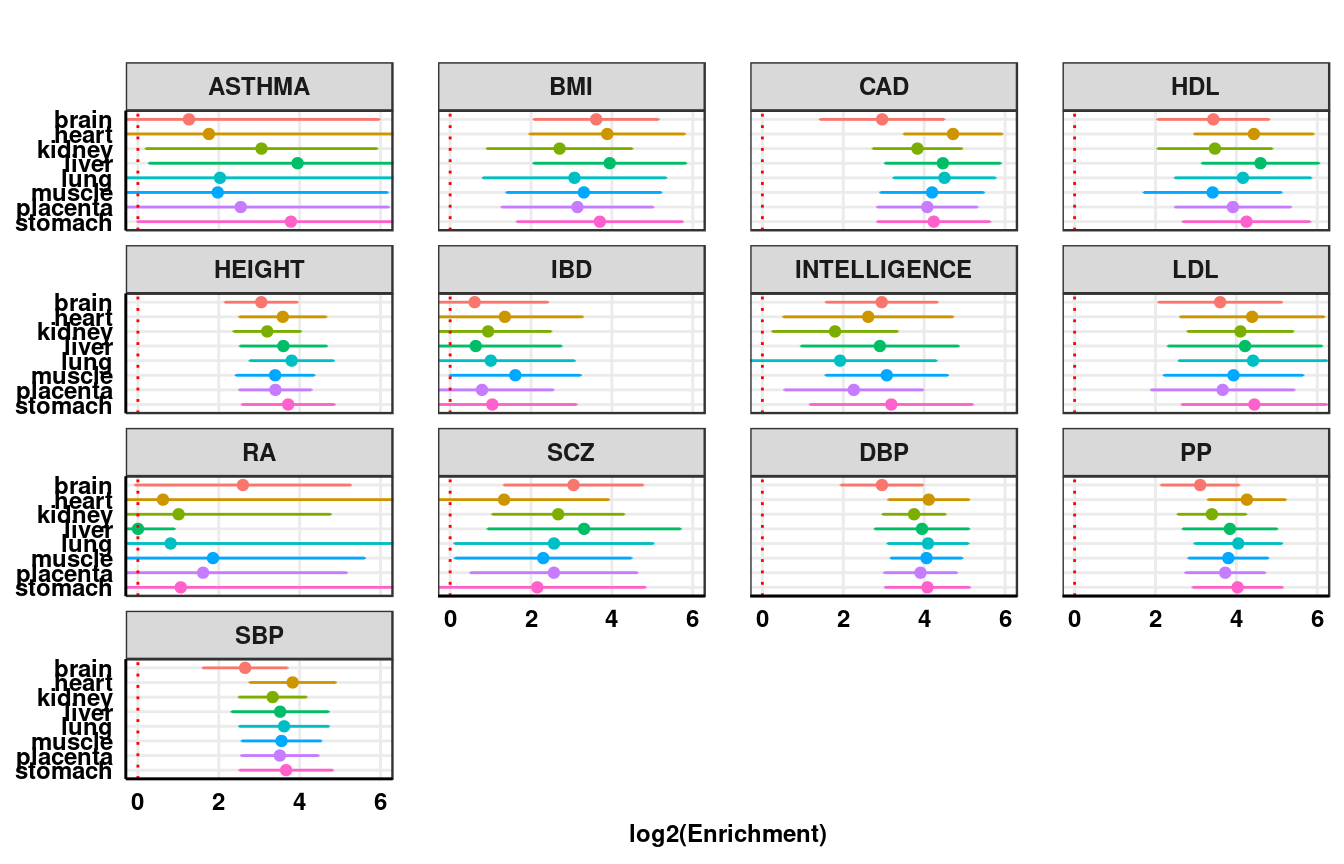 ASTHMA BMI CAD HDL
brain
heart
kidney
liver
lung
muscle
placenta
stomach
HEIGHT IBD INTELLIGENCE LDL
brain
heart
kidney
liver
lung
muscle
placenta
stomach
RA SCZ DBP PP
brain
heart
kidney
liver
lung
muscle
placenta
stomach
0 2 4 6 0 2 4 6 0 2 4 6
SBP
brain
heart
kidney
liver
lung
muscle
placenta
stomach
0 2 4 6
log2(Enrichment)